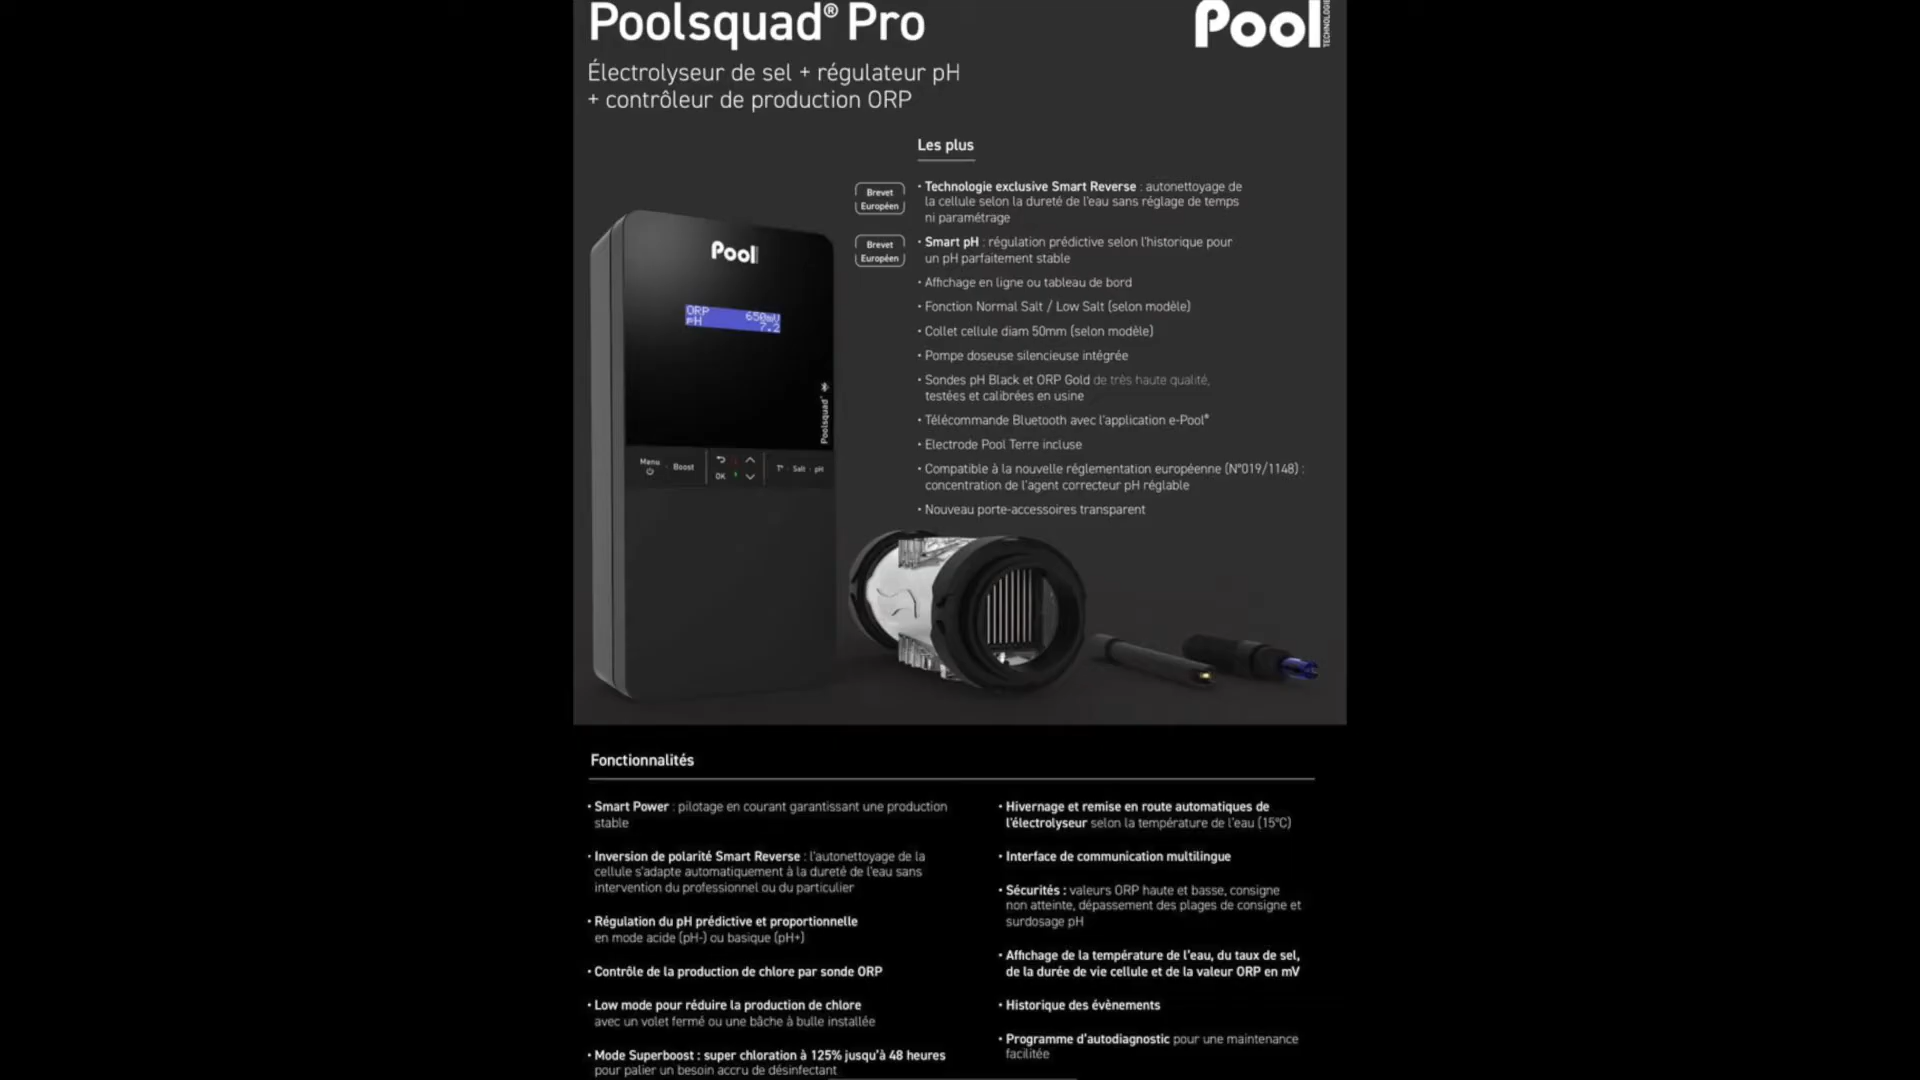 Poolsquad® Pro
Pool
TECHNOLOGIE
Électrolyseur de sel + régulateur pH
+ contrôleur de production ORP
Les plus
Brevet
Européen
• Technologie exclusive Smart Reverse : autonettoyage de
la cellule selon la dureté de l'eau sans réglage de temps
ni paramétrage
Brevet
Européen
• Smart pH : régulation prédictive selon l'historique pour
un pH parfaitement stable
• Affichage en ligne ou tableau de bord
• Fonction Normal Salt / Low Salt (selon modèle)
• Collet cellule diam 50mm (selon modèle)
• Pompe doseuse silencieuse intégrée
• Sondes pH Black et ORP Gold de très haute qualité,
testées et calibrées en usine
• Télécommande Bluetooth avec l'application e-Pool®
• Electrode Pool Terre incluse
• Compatible à la nouvelle réglementation européenne (N°019/1148) :
concentration de l'agent correcteur pH réglable
• Nouveau porte-accessoires transparent
Pool
ORP 650mV
pH 7.2
Poolsquad
Menu
Boost
OK
T° · Salt · pH
Fonctionnalités
• Smart Power : pilotage en courant garantissant une production
stable
• Inversion de polarité Smart Reverse : l'autonettoyage de la
cellule s'adapte automatiquement à la dureté de l'eau sans
intervention du professionnel ou du particulier
• Régulation du pH prédictive et proportionnelle
en mode acide (pH-) ou basique (pH+)
• Contrôle de la production de chlore par sonde ORP
• Low mode pour réduire la production de chlore
avec un volet fermé ou une bâche à bulle installée
• Mode Superboost : super chloration à 125% jusqu'à 48 heures
pour palier un besoin accru de désinfectant
• Hivernage et remise en route automatiques de
l'électrolyseur selon la température de l'eau (15°C)
• Interface de communication multilingue
• Sécurités : valeurs ORP haute et basse, consigne
non atteinte, dépassement des plages de consigne et
surdosage pH
• Affichage de la température de l'eau, du taux de sel,
de la durée de vie cellule et de la valeur ORP en mV
• Historique des évènements
• Programme d'autodiagnostic pour une maintenance
facilitée